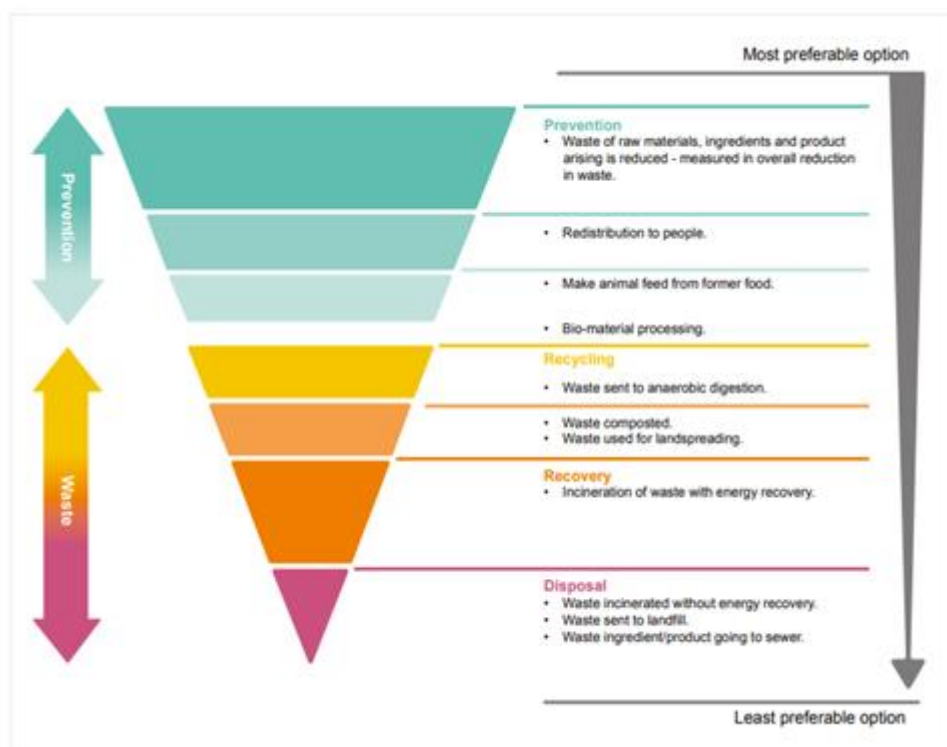 Most preferable option
Prevention
Prevention
• Waste of raw materials, ingredients and product
arising is reduced - measured in overall reduction
in waste.
• Redistribution to people.
• Make animal feed from former food.
• Bio-material processing.
Waste
Recycling
• Waste sent to anaerobic digestion.
• Waste composted.
• Waste used for landspreading.
Recovery
• Incineration of waste with energy recovery.
Disposal
• Waste incinerated without energy recovery.
• Waste sent to landfill.
• Waste ingredient/product going to sewer.
Least preferable option